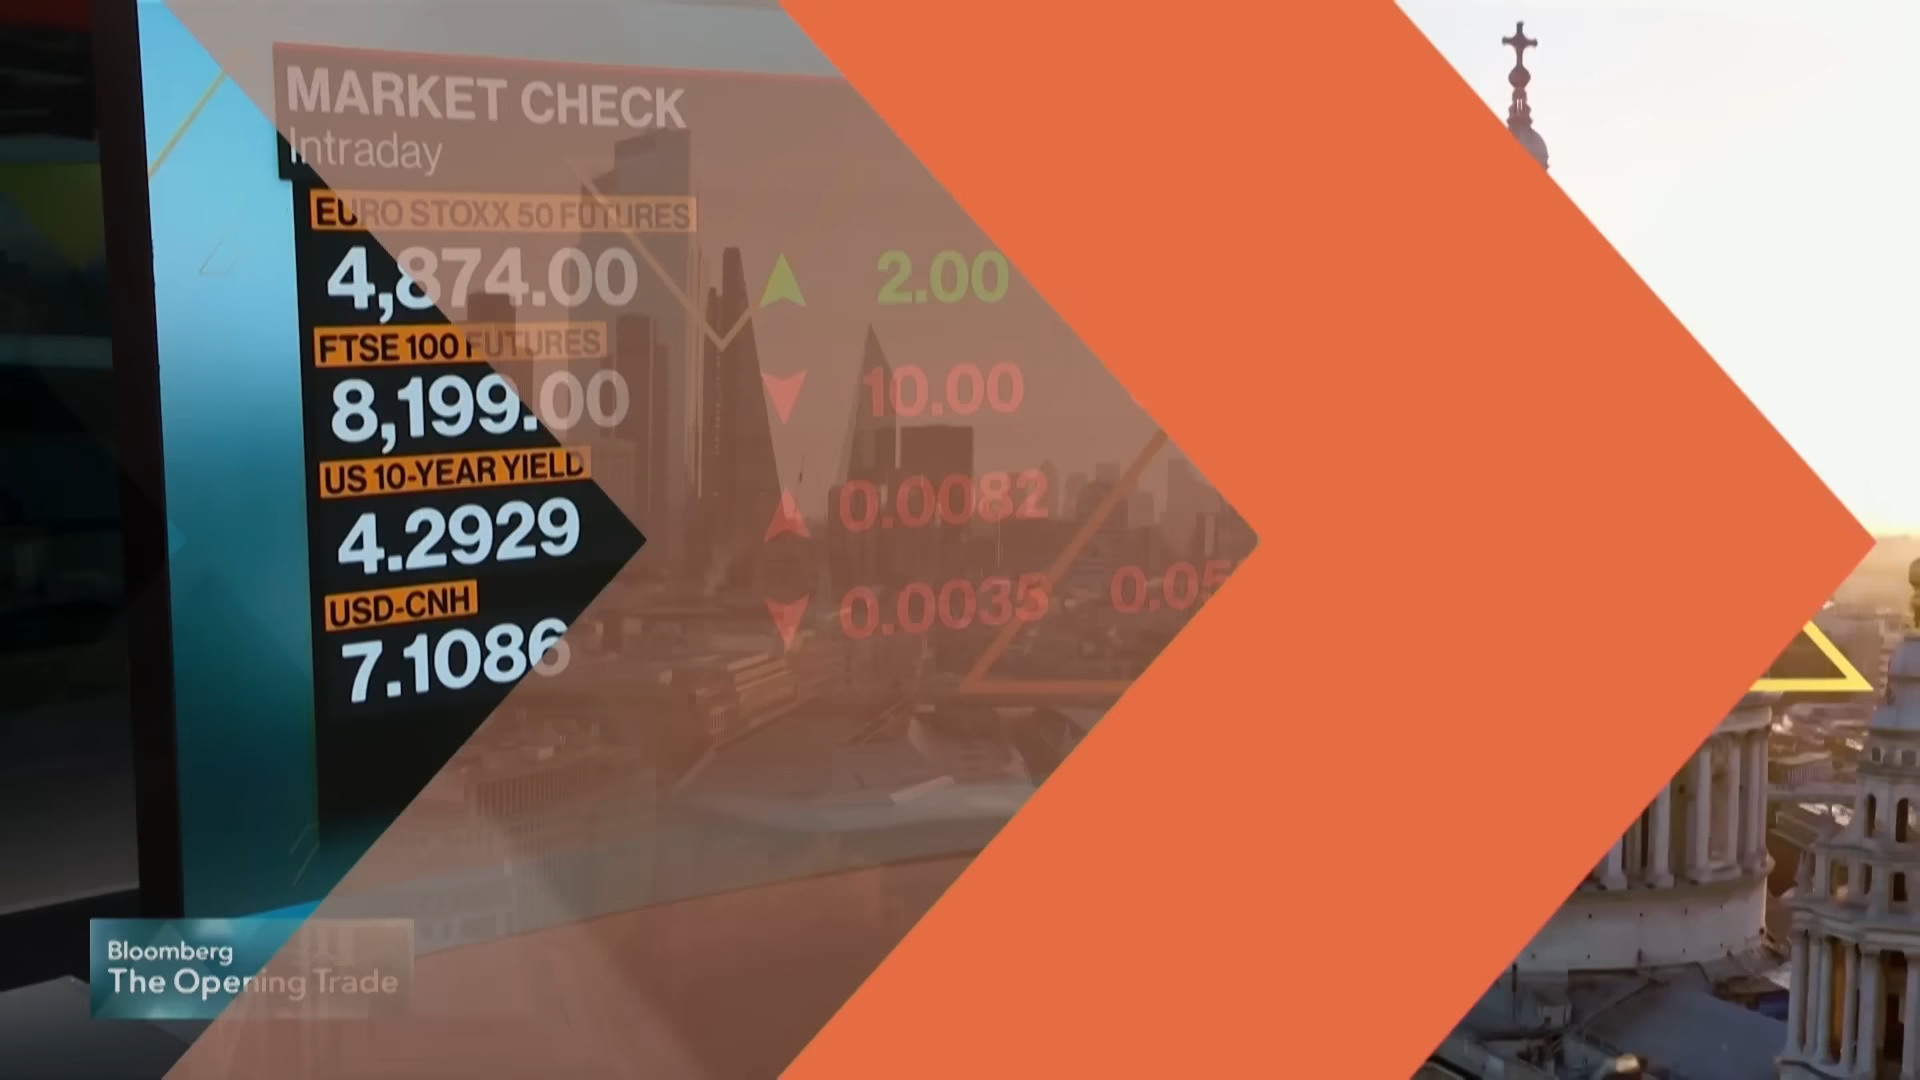 MARKET CHECK
Intraday
EURO STOXX 50 FUTURES
4,874.00 ▲ 2.00
FTSE 100 FUTURES
8,199.00 ▼ 10.00
US 10-YEAR YIELD
4.2929 ▲ 0.0082
USD-CNH
7.1086 ▼ 0.0035
Bloomberg
The Opening Trade